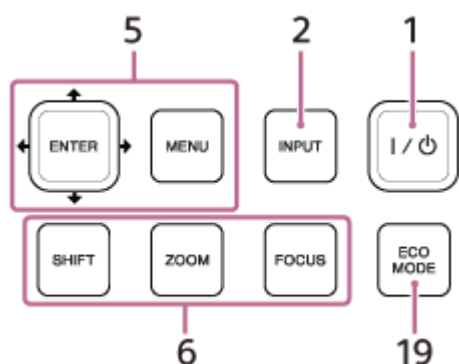 5
2
1
ENTER
MENU
INPUT
I / ⏻
SHIFT
ZOOM
FOCUS
ECO
MODE
6
19